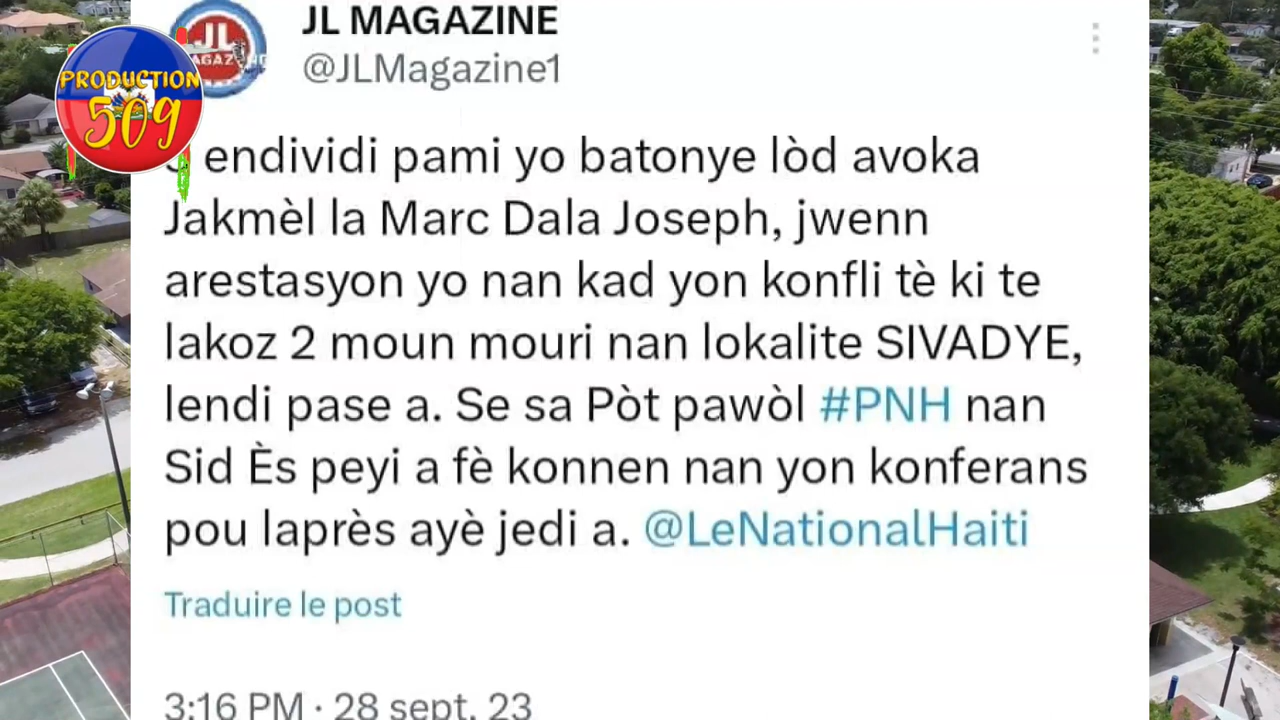 JL MAGAZINE
@JLMagazine1
PRODUCTION
509
endividi pami yo batonye lòd avoka
Jakmèl la Marc Dala Joseph, jwenn
arestasyon yo nan kad yon konfli tè ki te
lakoz 2 moun mouri nan lokalite SIVADYE,
lendi pase a. Se sa Pòt pawòl #PNH nan
Sid Ès peyi a fè konnen nan yon konferans
pou laprès ayè jedi a. @LeNationalHaiti
Traduire le post
3:16 PM · 28 sept. 23